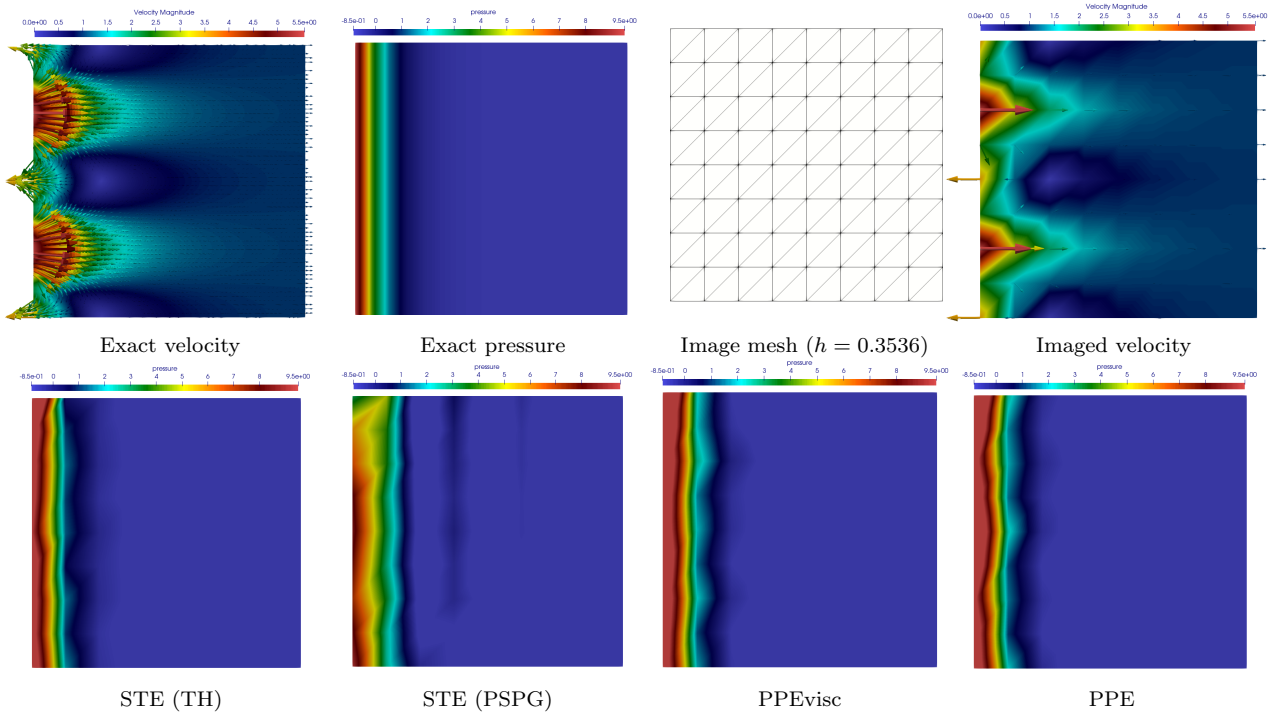 Velocity Magnitude
0.0e+00 0.5 1 1.5 2 2.5 3 3.5 4 4.5 5.5e+00
pressure
-8.5e-01 0 1 2 3 4 5 6 7 8 9.5e+00
Velocity Magnitude
0.0e+00 0.5 1 1.5 2 2.5 3 3.5 4 4.5 5.5e+00
Exact velocity
Exact pressure
Image mesh (h = 0.3536)
Imaged velocity
pressure
-8.5e-01 0 1 2 3 4 5 6 7 8 9.5e+00
pressure
-8.5e-01 0 1 2 3 4 5 6 7 8 9.5e+00
pressure
-8.5e-01 0 1 2 3 4 5 6 7 8 9.5e+00
pressure
-8.5e-01 0 1 2 3 4 5 6 7 8 9.5e+00
STE (TH)
STE (PSPG)
PPEvisc
PPE